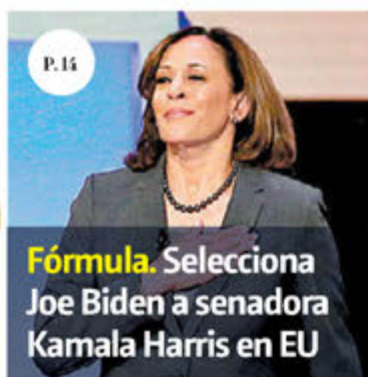 P. 14
Fórmula. Selecciona
Joe Biden a senadora
Kamala Harris en EU